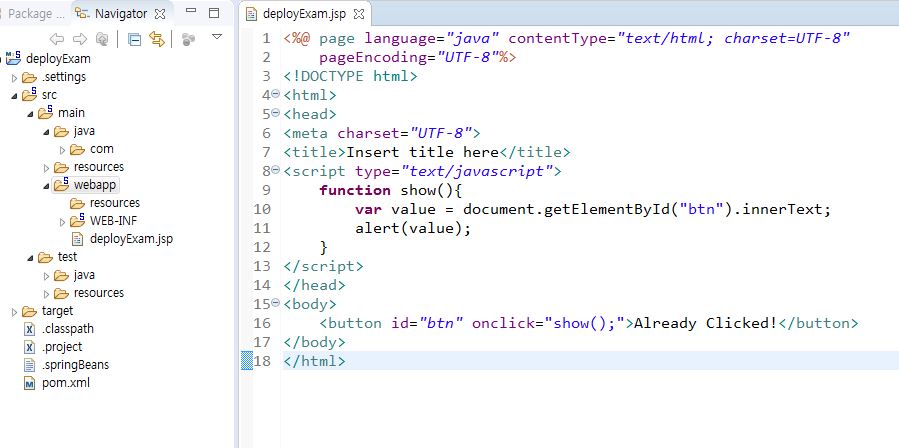 Package ...
Navigator
deployExam
.settings
src
main
java
com
resources
webapp
resources
WEB-INF
deployExam.jsp
test
java
resources
target
.classpath
.project
.springBeans
pom.xml
deployExam.jsp
1 <%@ page language="java" contentType="text/html; charset=UTF-8"
2 pageEncoding="UTF-8"%>
3 <!DOCTYPE html>
4 <html>
5 <head>
6 <meta charset="UTF-8">
7 <title>Insert title here</title>
8 <script type="text/javascript">
9 function show(){
10 var value = document.getElementById("btn").innerText;
11 alert(value);
12 }
13 </script>
14 </head>
15 <body>
16 <button id="btn" onclick="show();">Already Clicked!</button>
17 </body>
18 </html>